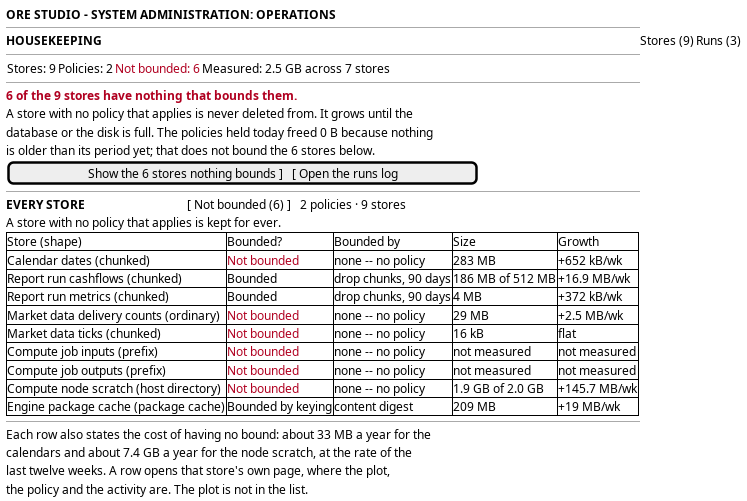 ORE STUDIO - SYSTEM ADMINISTRATION: OPERATIONS
HOUSEKEEPING Stores (9) Runs (3)
Stores: 9 Policies: 2 Not bounded: 6 Measured: 2.5 GB across 7 stores
6 of the 9 stores have nothing that bounds them.
A store with no policy that applies is never deleted from. It grows until the
database or the disk is full. The policies held today freed 0 B because nothing
is older than its period yet; that does not bound the 6 stores below.
Show the 6 stores nothing bounds ] [ Open the runs log
EVERY STORE [ Not bounded (6) ] 2 policies · 9 stores
A store with no policy that applies is kept for ever.
Store (shape) Bounded? Bounded by Size Growth
Calendar dates (chunked) Not bounded none -- no policy 283 MB +652 kB/wk
Report run cashflows (chunked) Bounded drop chunks, 90 days 186 MB of 512 MB +16.9 MB/wk
Report run metrics (chunked) Bounded drop chunks, 90 days 4 MB +372 kB/wk
Market data delivery counts (ordinary) Not bounded none -- no policy 29 MB +2.5 MB/wk
Market data ticks (chunked) Not bounded none -- no policy 16 kB flat
Compute job inputs (prefix) Not bounded none -- no policy not measured not measured
Compute job outputs (prefix) Not bounded none -- no policy not measured not measured
Compute node scratch (host directory) Not bounded none -- no policy 1.9 GB of 2.0 GB +145.7 MB/wk
Engine package cache (package cache) Bounded by keying content digest 209 MB +19 MB/wk
Each row also states the cost of having no bound: about 33 MB a year for the
calendars and about 7.4 GB a year for the node scratch, at the rate of the
last twelve weeks. A row opens that store's own page, where the plot,
the policy and the activity are. The plot is not in the list.